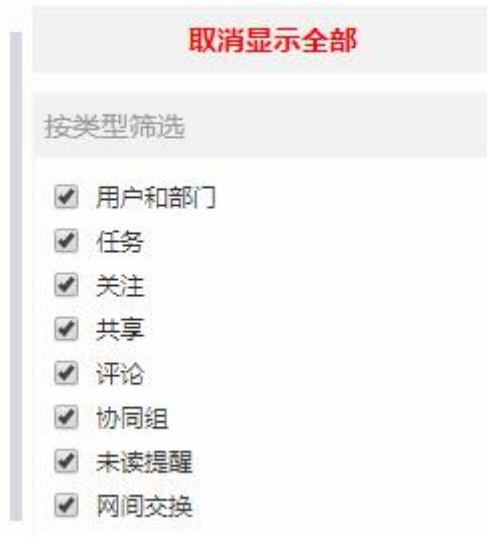 取消显示全部
按类型筛选
用户和部门
任务
关注
共享
评论
协同组
未读提醒
网间交换